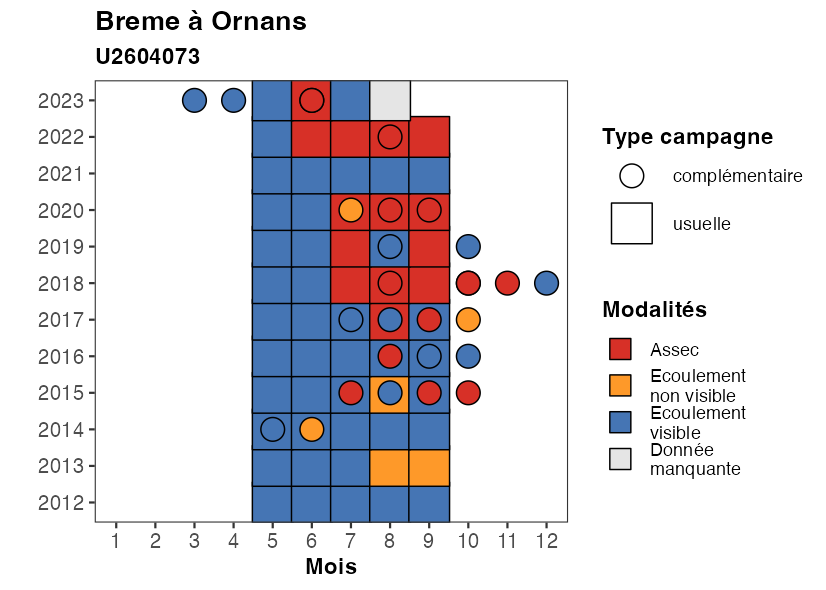 Breme à Ornans
U2604073
2023
2022
2021
2020
2019
2018
2017
2016
2015
2014
2013
2012
1 2 3 4 5 6 7 8 9 10 11 12
Mois
Type campagne
complémentaire
usuelle
Modalités
Assec
Ecoulement
non visible
Ecoulement
visible
Donnée
manquante